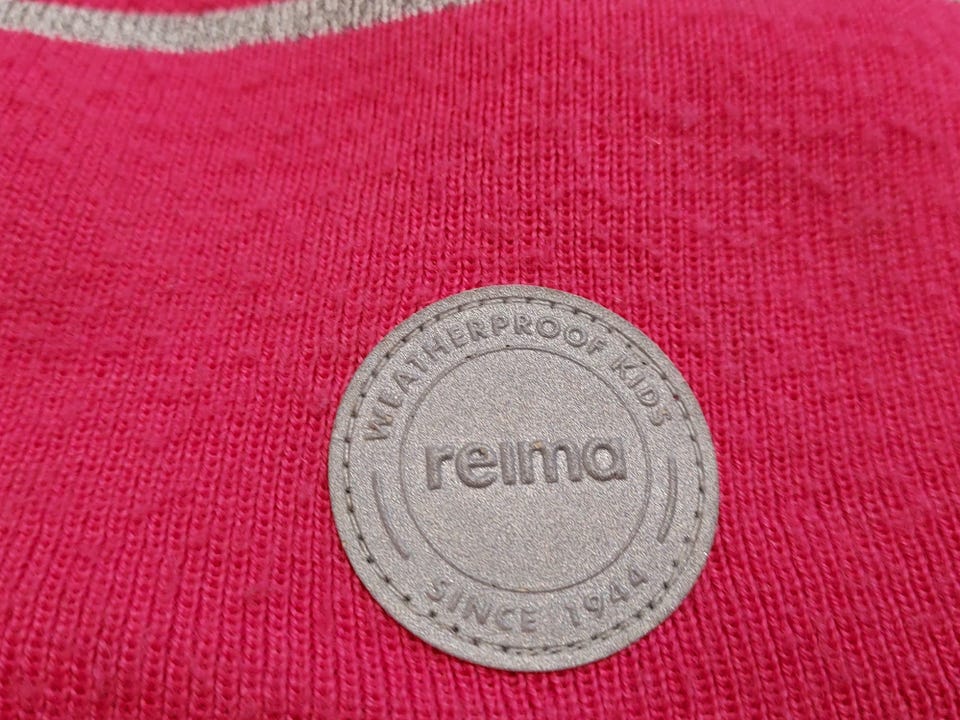 WEATHERPROOF KIDS
reima
SINCE 1944